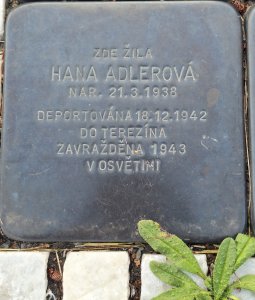 ZDE ŽILA
HANA ADLEROVÁ
NAR. 21.3.1938
DEPORTOVÁNA 18.12.1942
DO TEREZÍNA
ZAVRAŽDĚNA 1943
V OSVĚTIMI